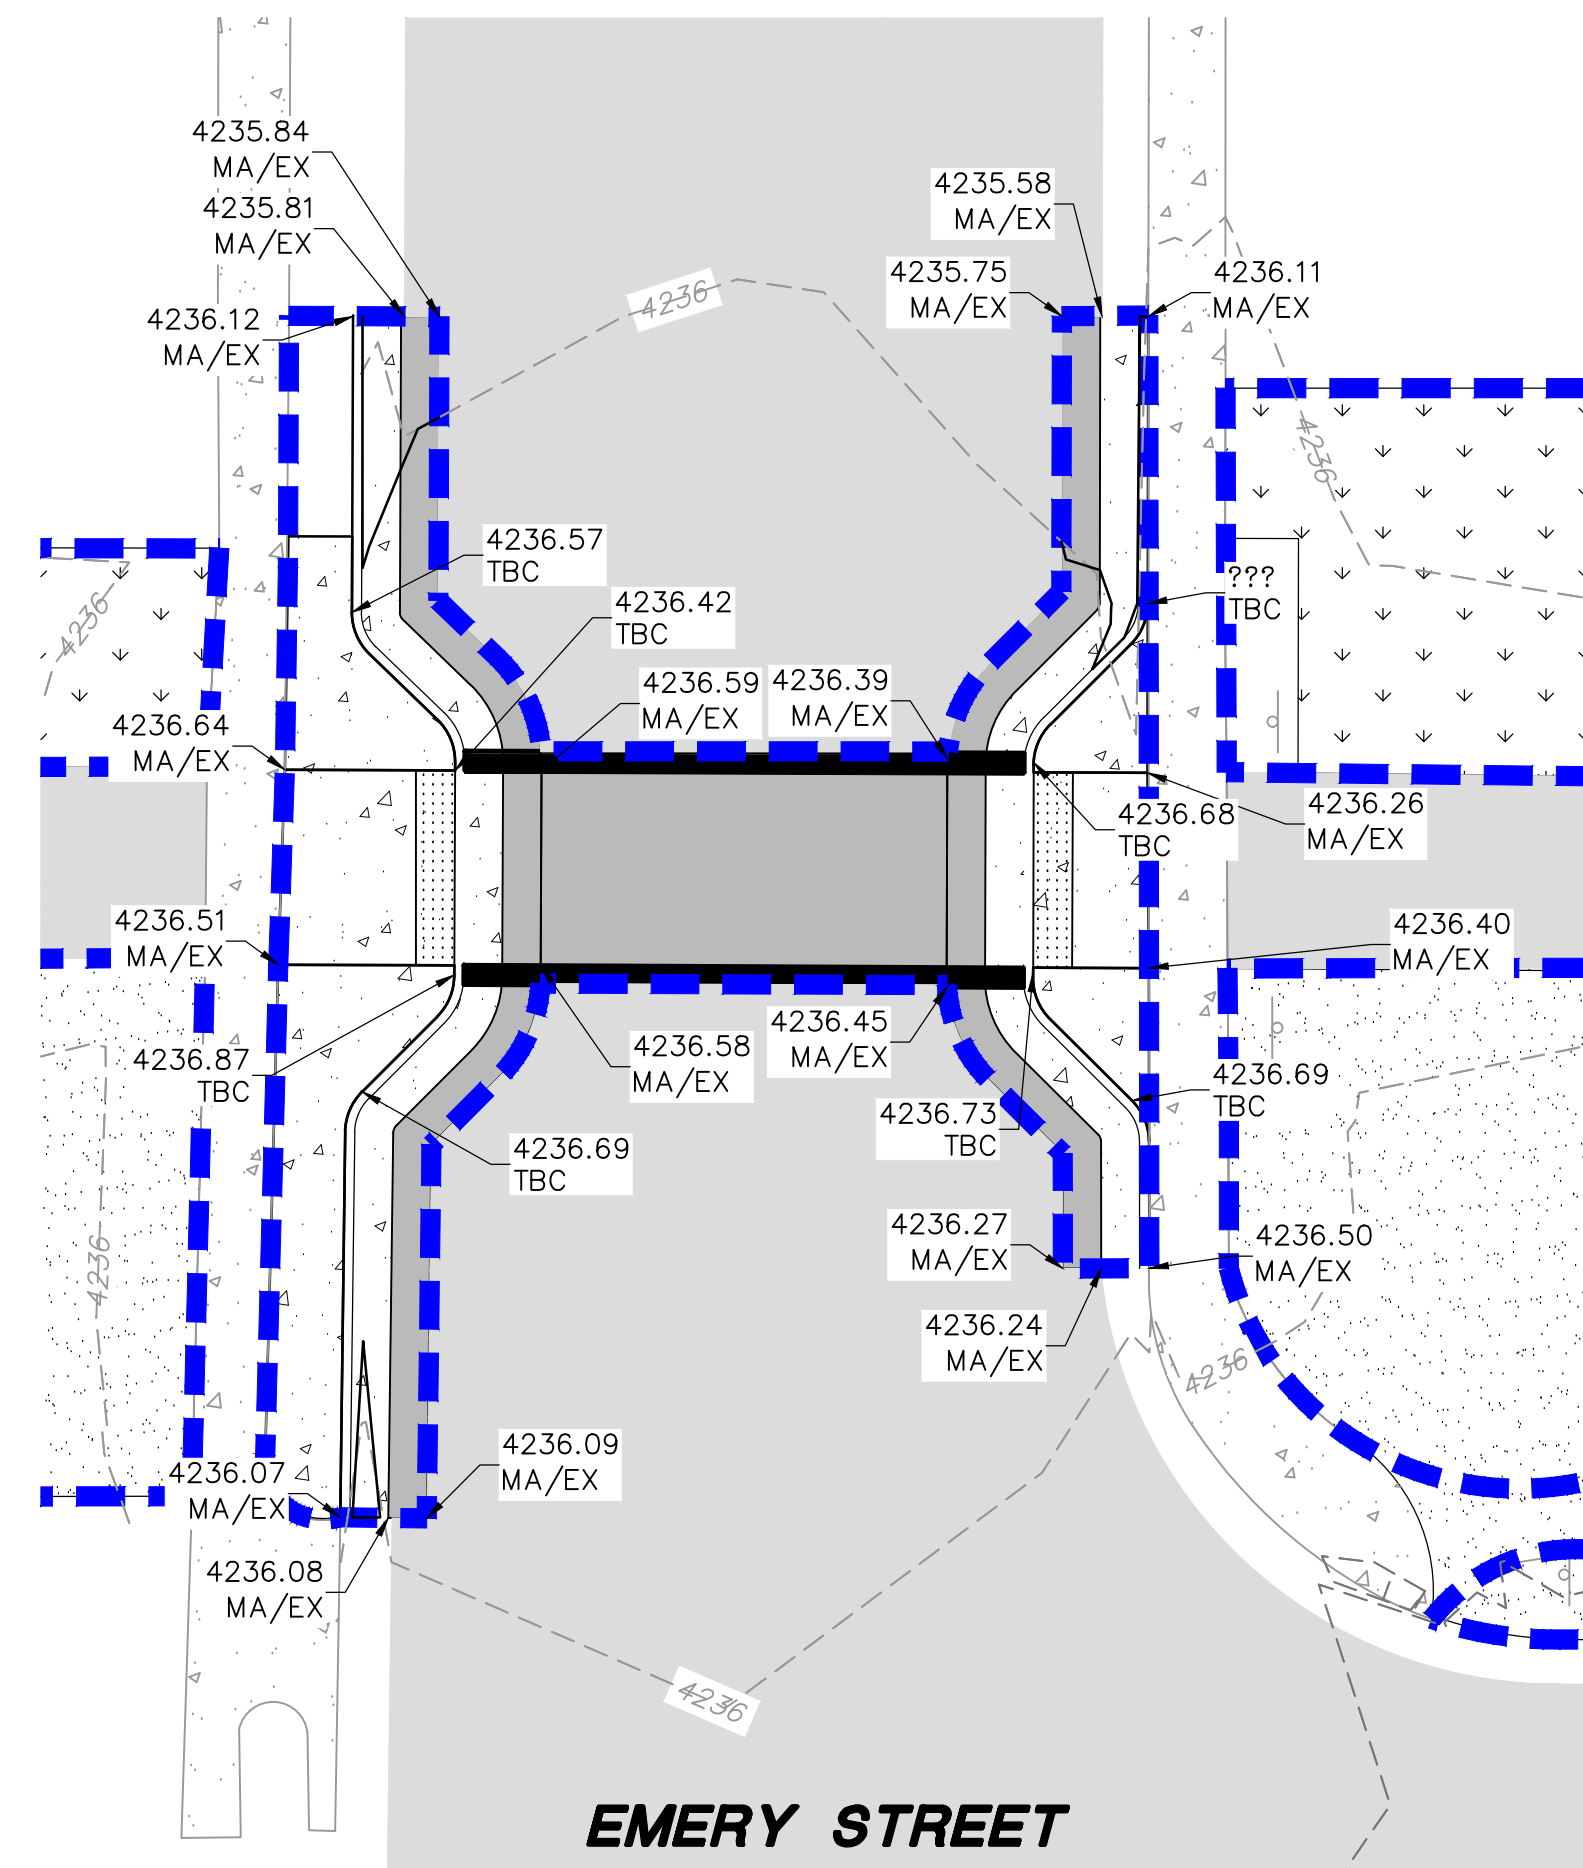 4235.84
MA/EX
4235.81
MA/EX
4235.58
MA/EX
4235.75
MA/EX
4236.11
MA/EX
4236
4236.12
MA/EX
4236
4236.57
TBC
???
TBC
4236
4236.42
TBC
4236.59
MA/EX
4236.39
MA/EX
4236.64
MA/EX
4236.68
TBC
4236.26
MA/EX
4236.51
MA/EX
4236.40
MA/EX
4236.87
TBC
4236.58
MA/EX
4236.45
MA/EX
4236.69
TBC
4236.73
TBC
4236.69
TBC
4236
4236.27
MA/EX
4236.50
MA/EX
4236.24
MA/EX
4236
4236.09
MA/EX
4236.07
MA/EX
4236.08
MA/EX
4236
EMERY STREET